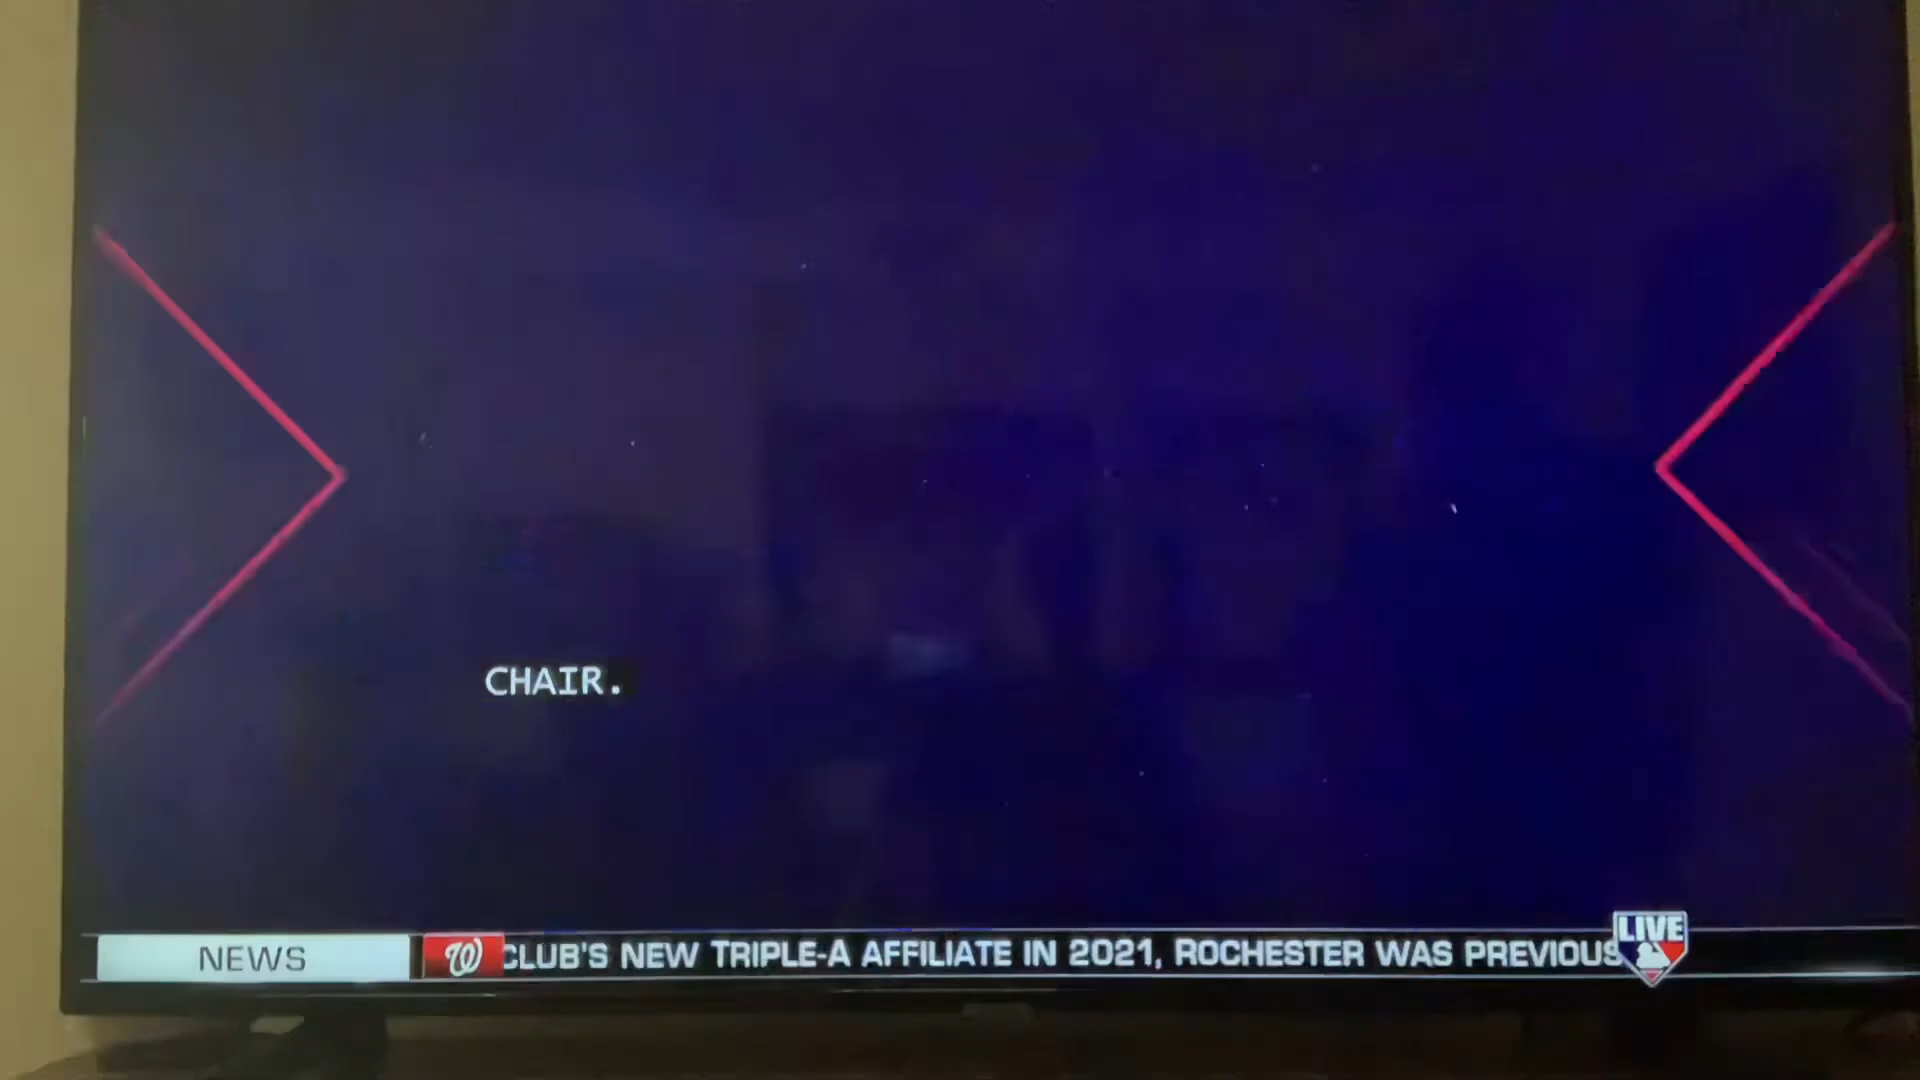 CHAIR.
NEWS
W CLUB'S NEW TRIPLE-A AFFILIATE IN 2021, ROCHESTER WAS PREVIOUS
LIVE